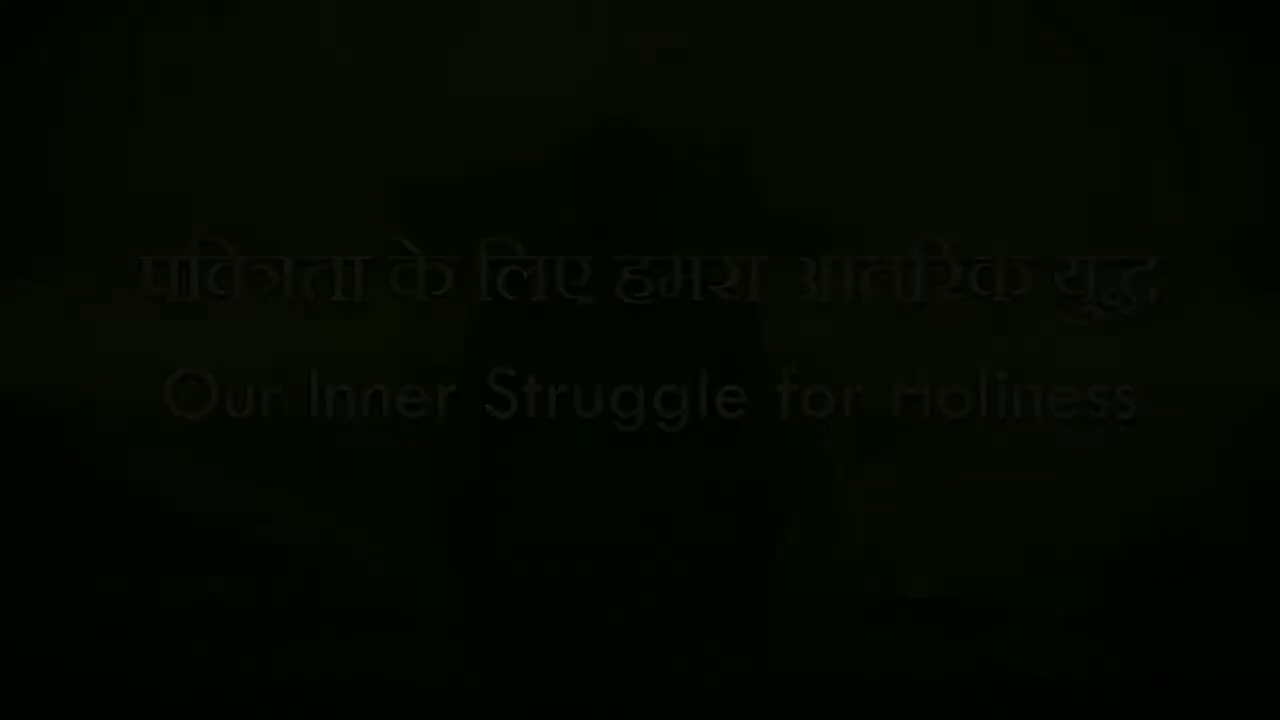 पवित्रता के लिए हमारा आंतरिक युद्ध
Our Inner Struggle for Holiness